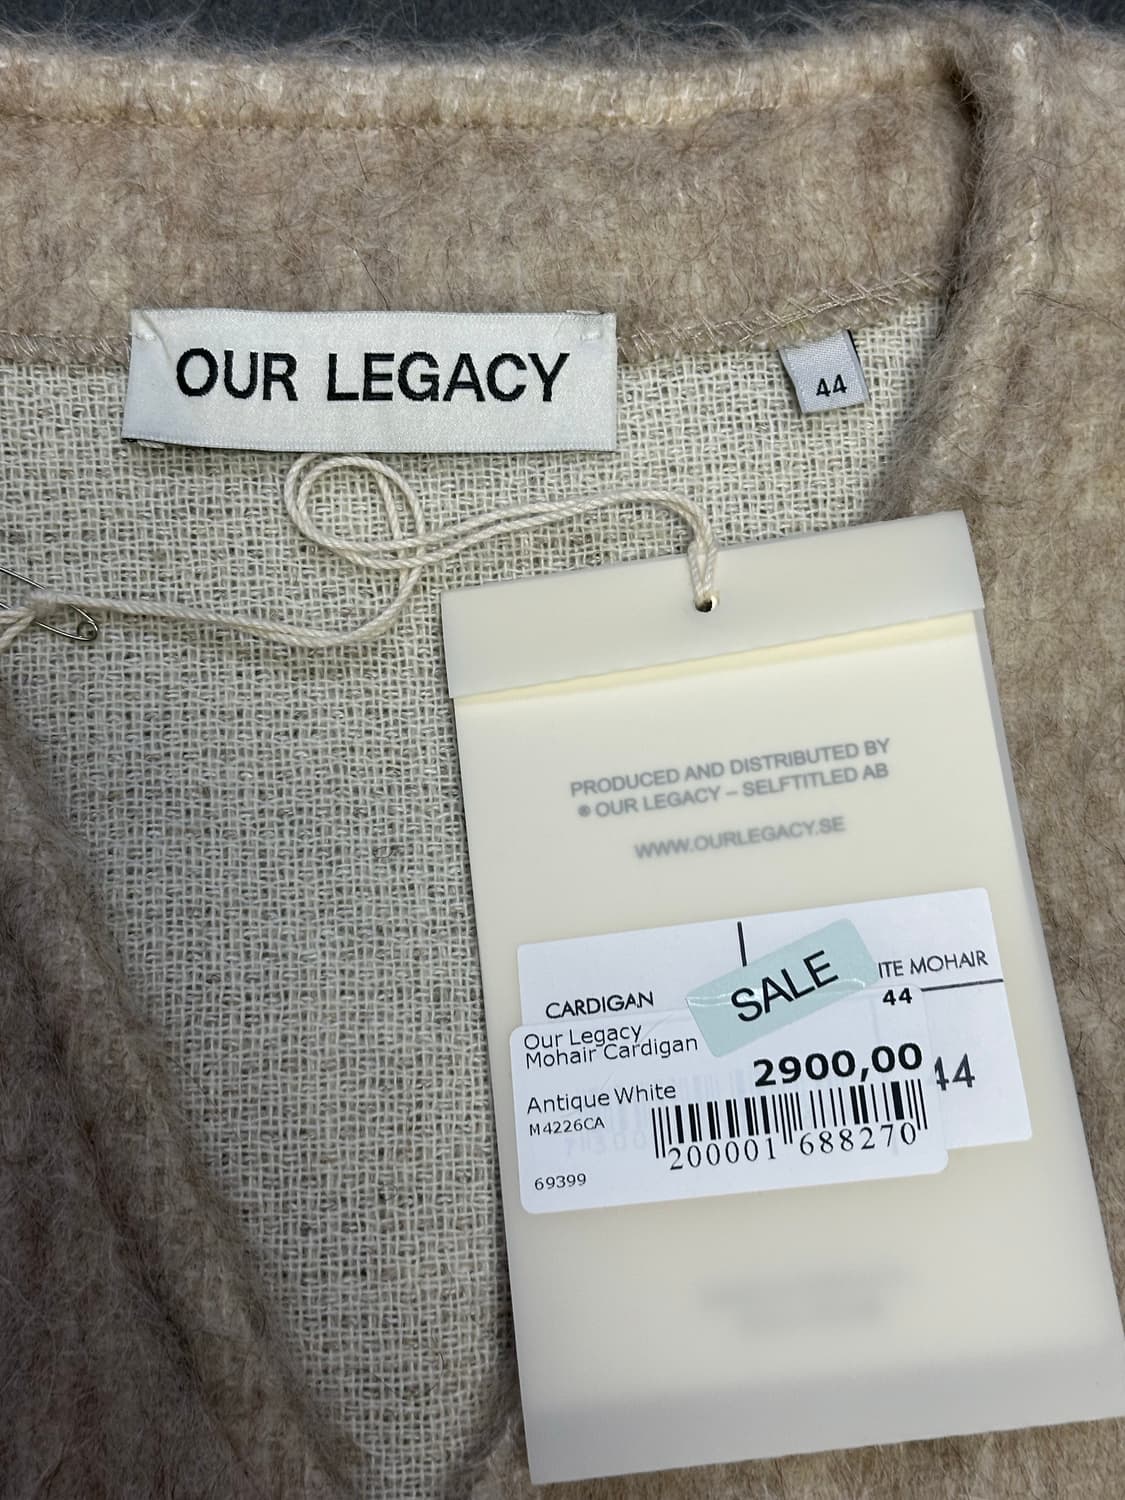 OUR LEGACY
44
PRODUCED AND DISTRIBUTED BY
® OUR LEGACY – SELFTITLED AB
WWW.OURLEGACY.SE
CARDIGAN
SALE
ITE MOHAIR
44
Our Legacy
Mohair Cardigan
2900,00
44
Antique White
M4226CA
200001 688270
69399